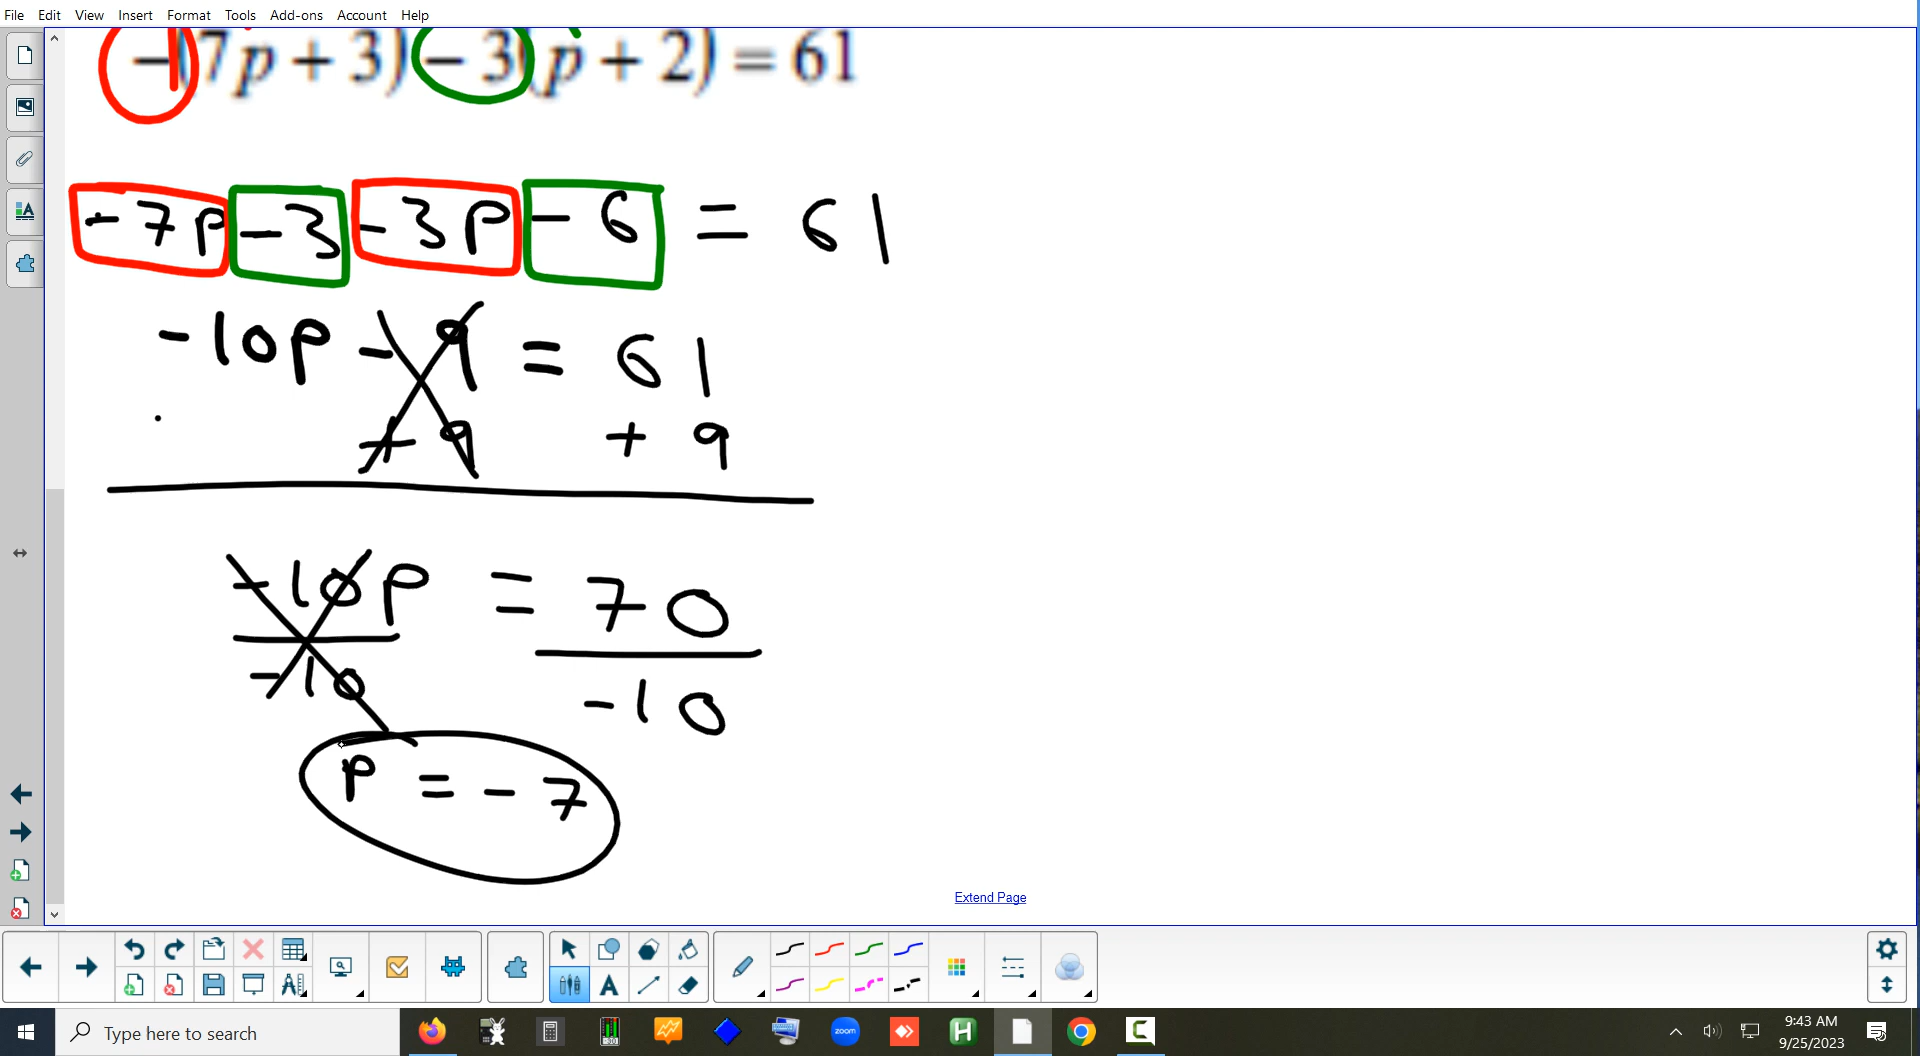 File Edit View Insert Format Tools Add-ons Account Help
-1(7p + 3) - 3(p + 2) = 61
-7p -3 -3p -6 = 61
-10p - 9 = 61
+ 9 + 9
-10p = 70
-10 -10
p = -7
Extend Page
Type here to search
zoom
9:43 AM
9/25/2023